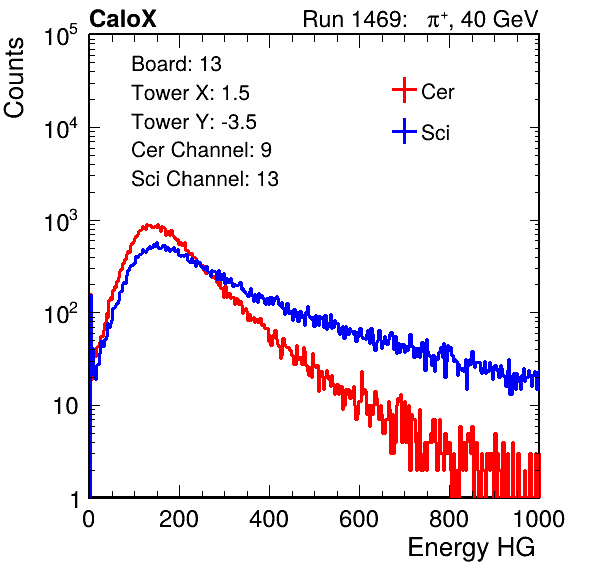 CaloX Run 1469: π⁺, 40 GeV
Counts
10⁵
10⁴
10³
10²
10
1
Board: 13
Tower X: 1.5
Tower Y: -3.5
Cer Channel: 9
Sci Channel: 13
Cer
Sci
0 200 400 600 800 1000
Energy HG